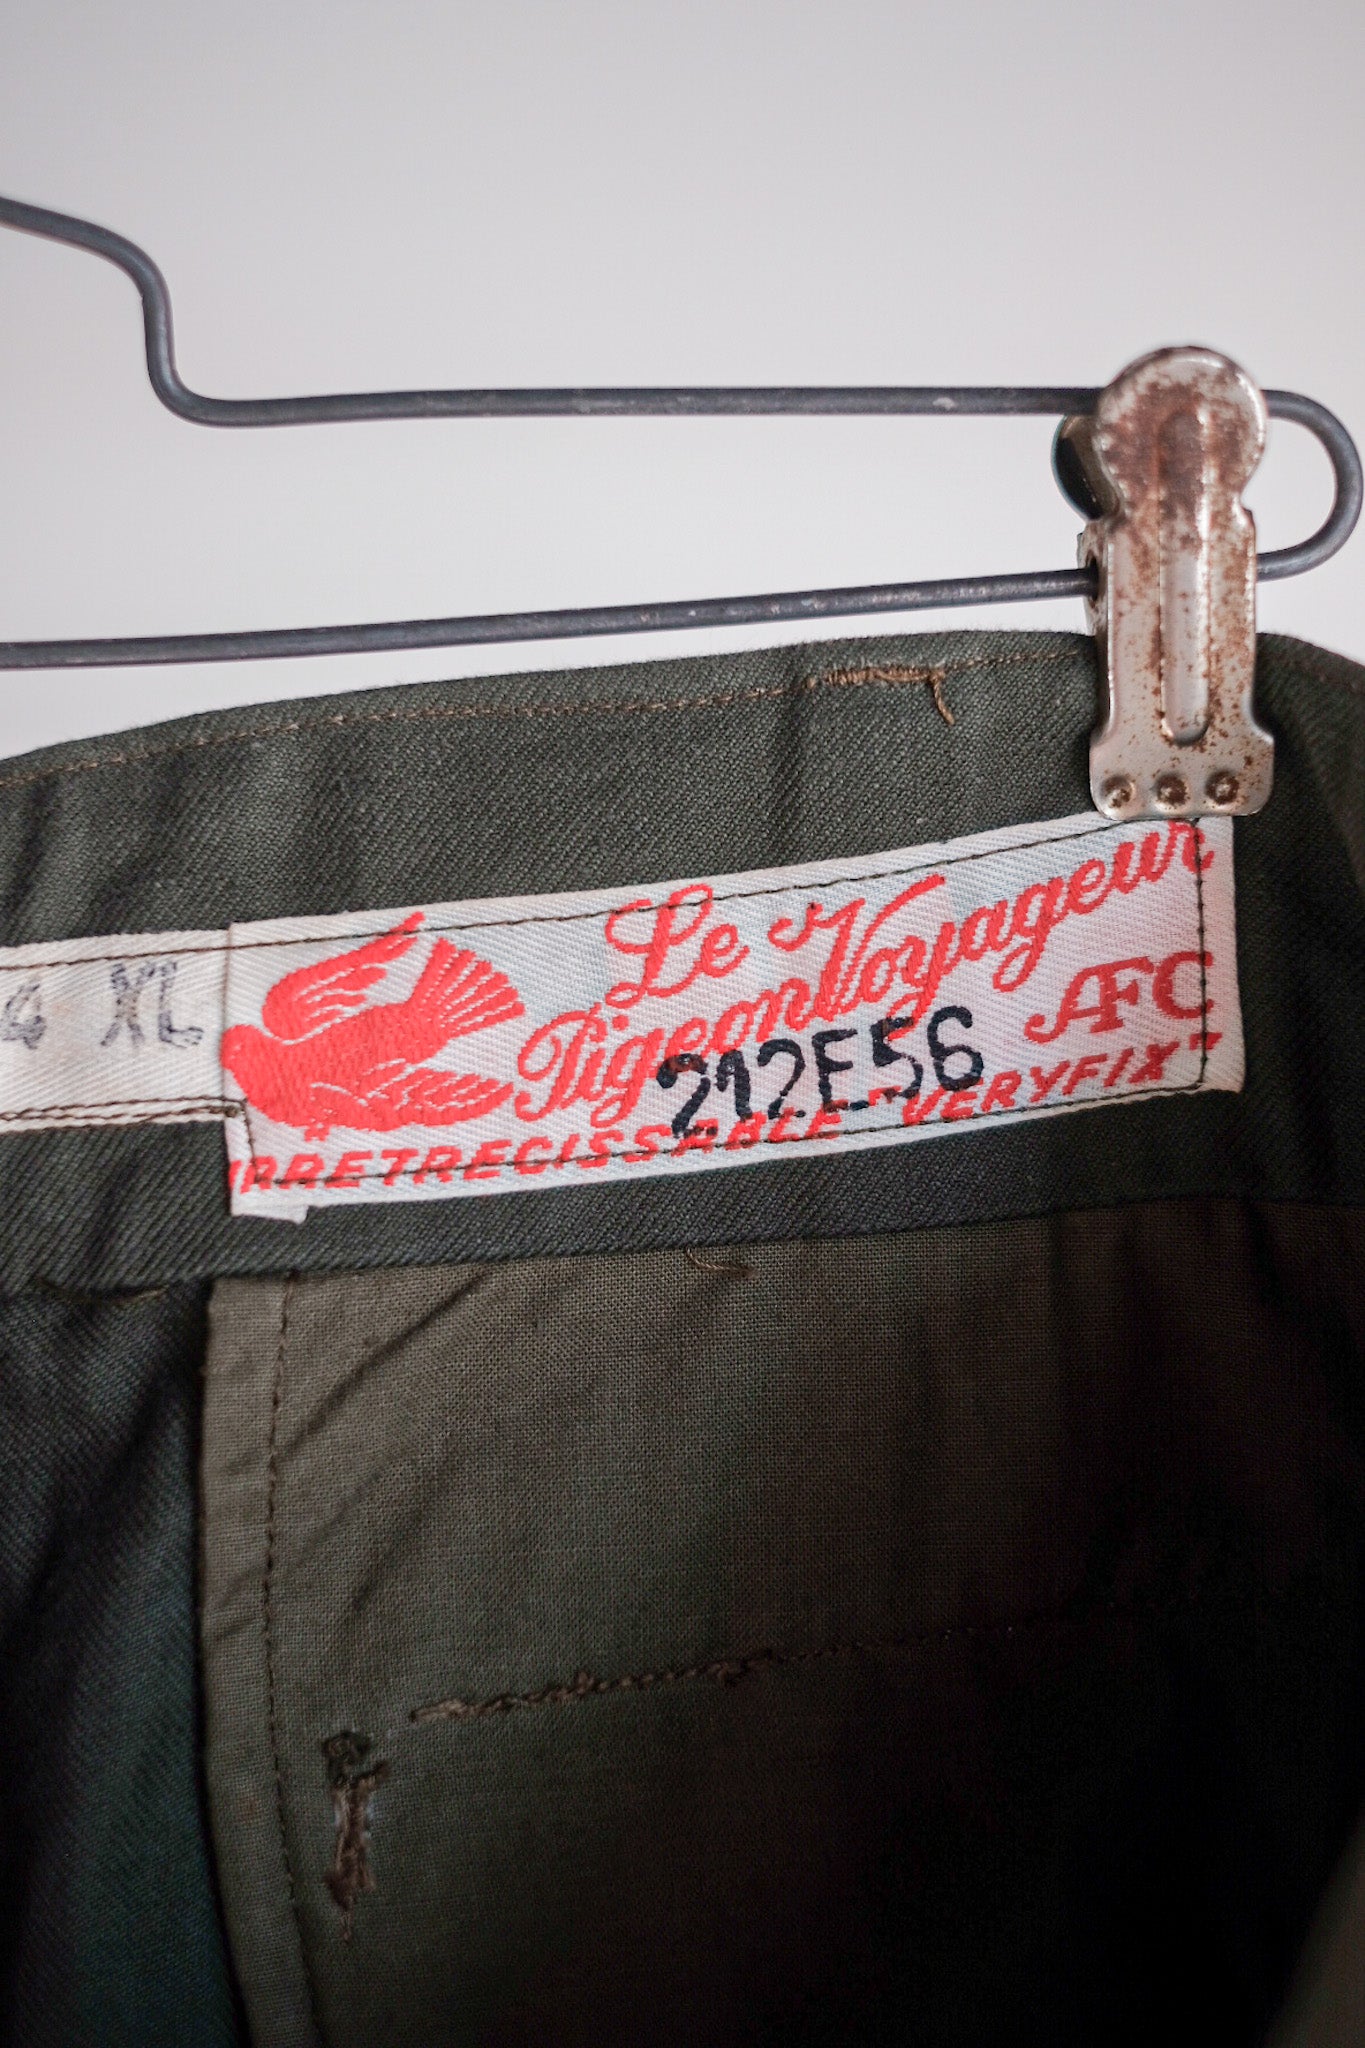 Le
Pigeon Voyageur
AFC
212E56
IRRETRECISSABLE "VERYFIX"
4 XL